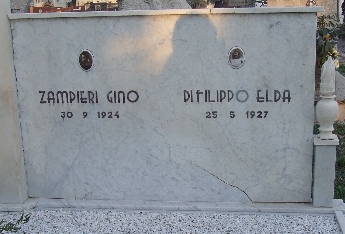 ZAMPIERI GINO
30 9 1924
DI FILIPPO ELDA
25 5 1927